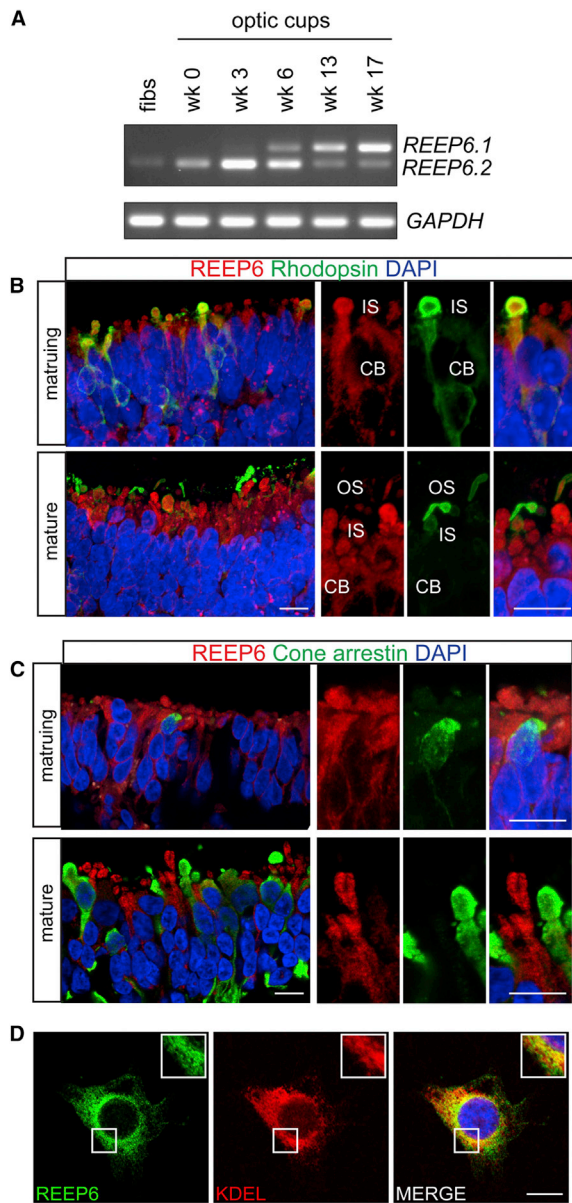 A
optic cups
fibs
wk 0
wk 3
wk 6
wk 13
wk 17
REEP6.1
REEP6.2
GAPDH
REEP6 Rhodopsin DAPI
B
matruing
IS
IS
CB
CB
mature
OS
OS
IS
IS
CB
CB
REEP6 Cone arrestin DAPI
C
matruing
mature
D
REEP6
KDEL
MERGE